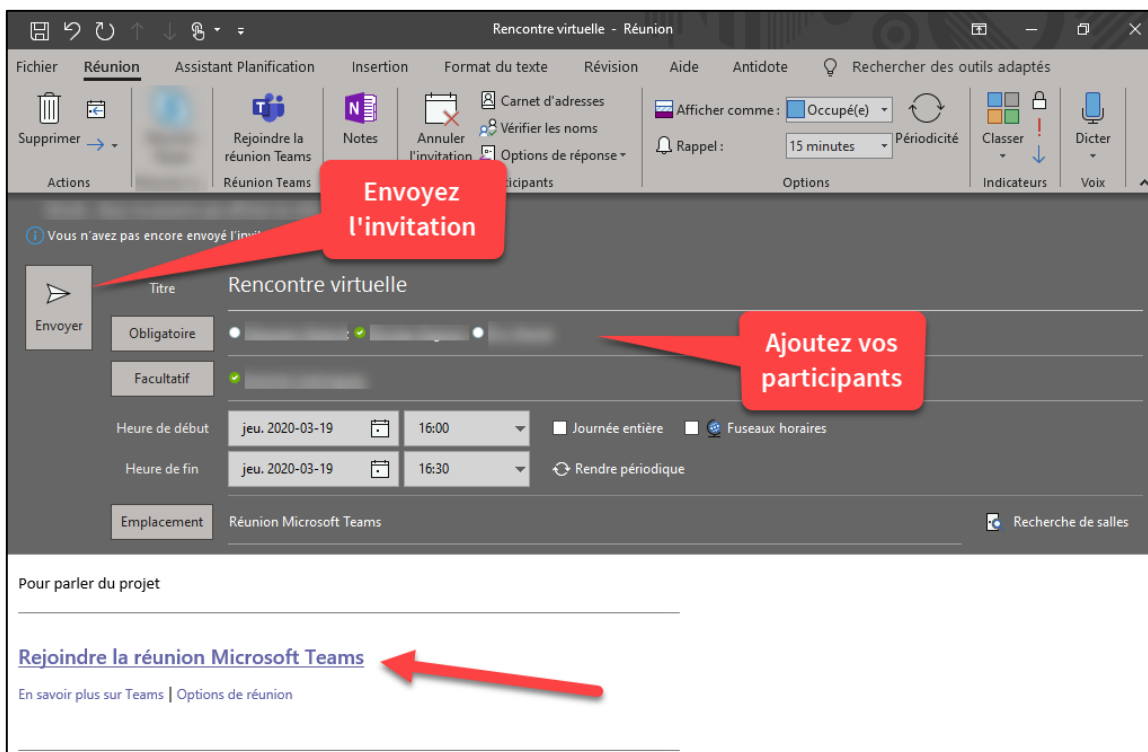 Rencontre virtuelle - Réunion
Fichier Réunion Assistant Planification Insertion Format du texte Révision Aide Antidote Rechercher des outils adaptés
Supprimer
Rejoindre la
réunion Teams
Notes
Annuler
l'invitation
Carnet d'adresses
Vérifier les noms
Options de réponse
Afficher comme : Occupé(e)
Rappel : 15 minutes
Périodicité
Classer
Dicter
Actions Réunion Teams Options Indicateurs Voix
Envoyez
l'invitation
Vous n'avez pas encore envoyé
Envoyer
Titre Rencontre virtuelle
Obligatoire
Ajoutez vos
participants
Facultatif
Heure de début jeu. 2020-03-19 16:00 Journée entière Fuseaux horaires
Heure de fin jeu. 2020-03-19 16:30 Rendre périodique
Emplacement Réunion Microsoft Teams Recherche de salles
Pour parler du projet
Rejoindre la réunion Microsoft Teams
En savoir plus sur Teams | Options de réunion